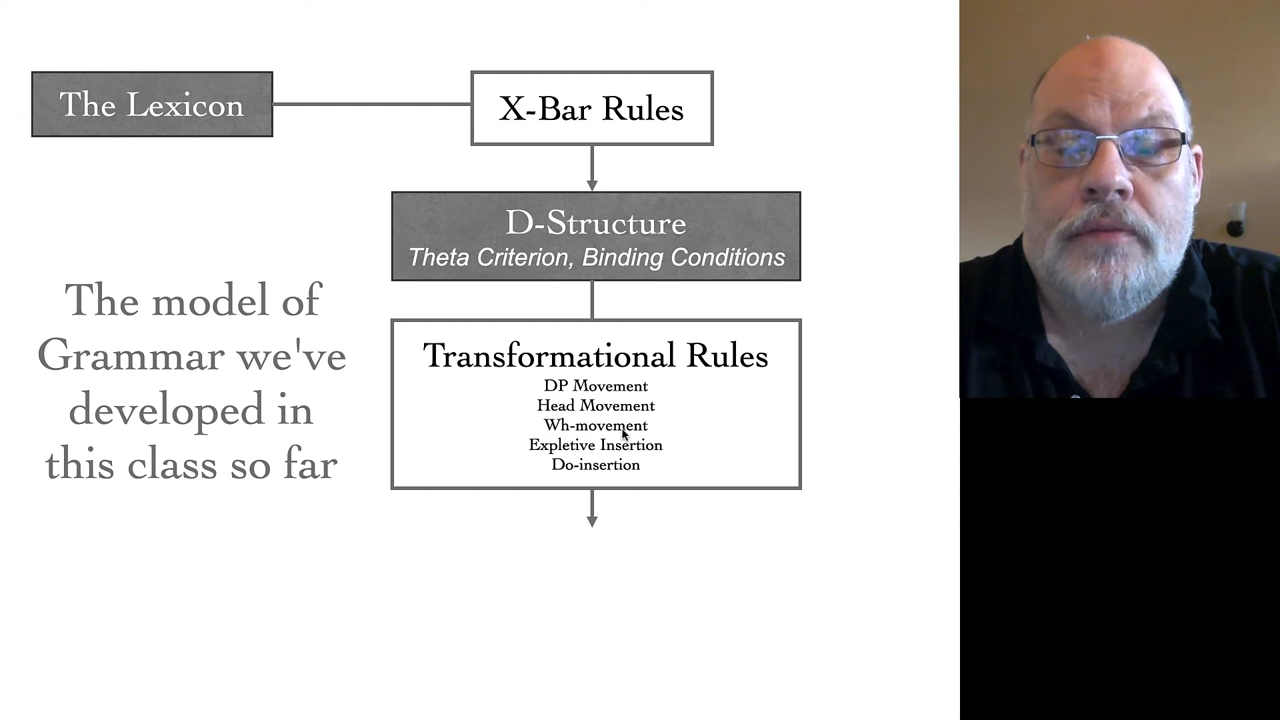 The Lexicon
X-Bar Rules
D-Structure
Theta Criterion, Binding Conditions
The model of
Grammar we've
developed in
this class so far
Transformational Rules
DP Movement
Head Movement
Wh-movement
Expletive Insertion
Do-insertion